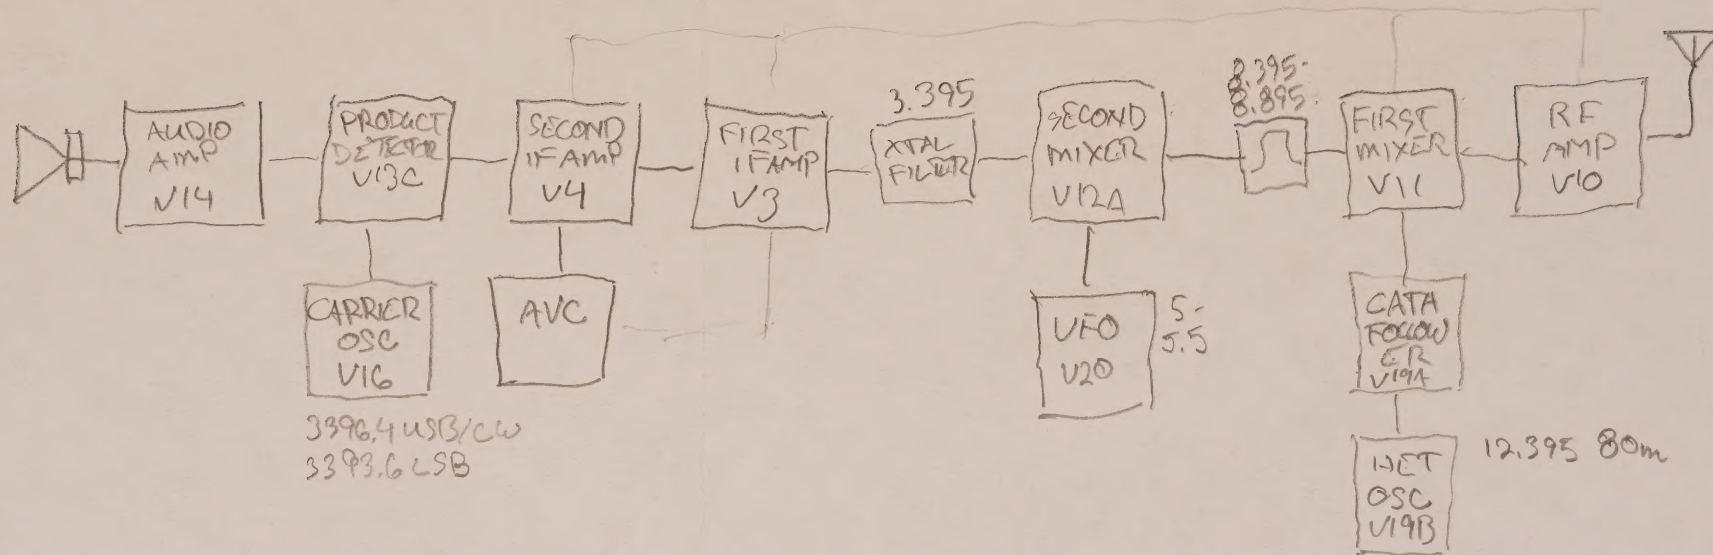 AUDIO
AMP
V14
PRODUCT
DETECTOR
V13C
SECOND
IF AMP
V4
FIRST
IF AMP
V3
3.395
XTAL
FILTER
SECOND
MIXER
V12A
8.395-
8.895
FIRST
MIXER
V11
RF
AMP
V10
CARRIER
OSC
V16
3396.4 USB/CW
3393.6 LSB
AVC
VFO
V20
5-
5.5
CATA
FOLLOW
ER
V19A
HET
OSC
V19B
12.395 80m